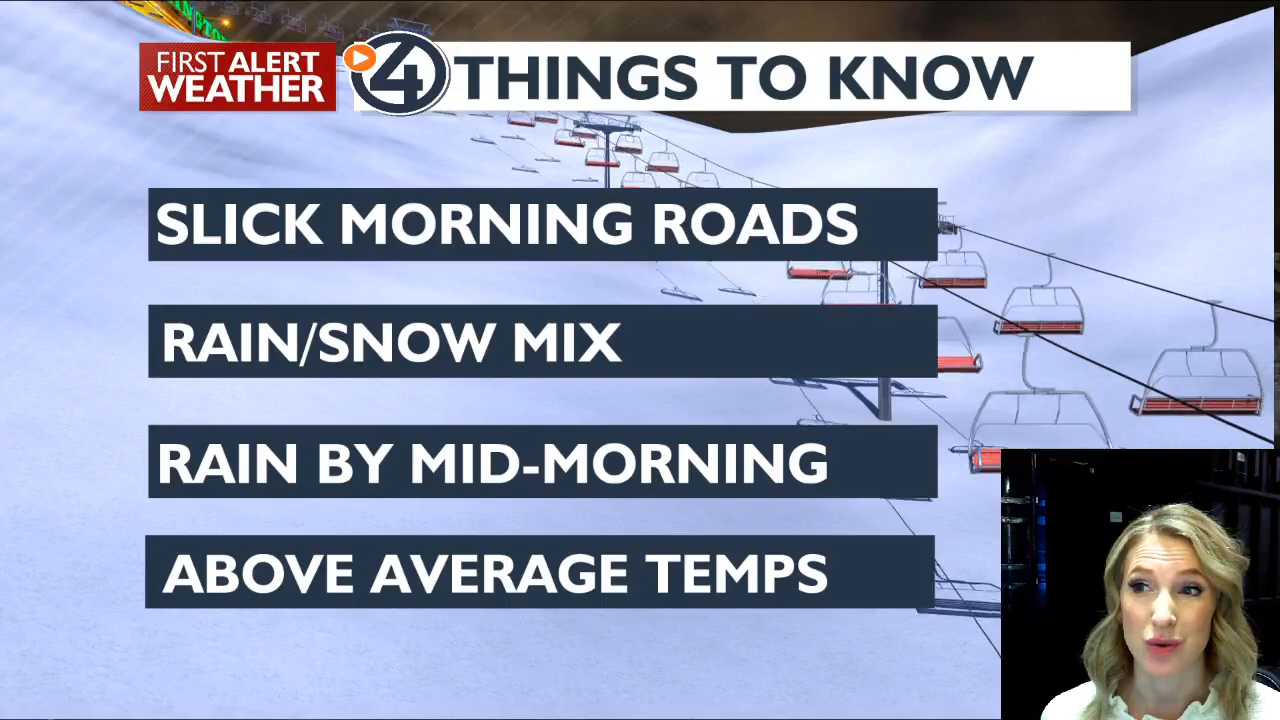 FIRST ALERT
WEATHER
4 THINGS TO KNOW
SLICK MORNING ROADS
RAIN/SNOW MIX
RAIN BY MID-MORNING
ABOVE AVERAGE TEMPS